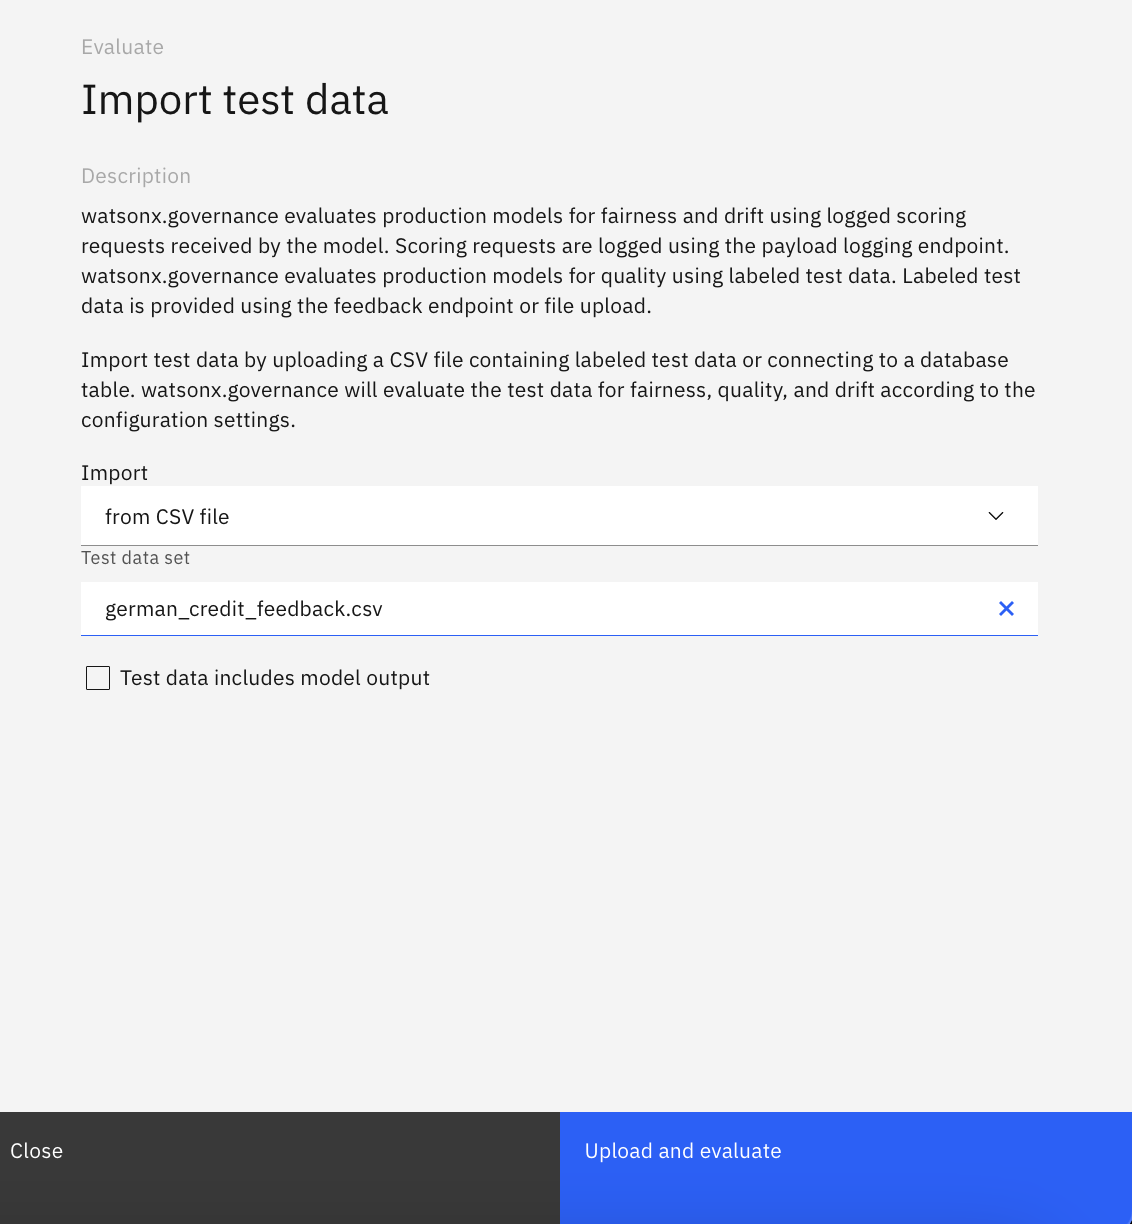 Evaluate
Import test data
Description
watsonx.governance evaluates production models for fairness and drift using logged scoring
requests received by the model. Scoring requests are logged using the payload logging endpoint.
watsonx.governance evaluates production models for quality using labeled test data. Labeled test
data is provided using the feedback endpoint or file upload.
Import test data by uploading a CSV file containing labeled test data or connecting to a database
table. watsonx.governance will evaluate the test data for fairness, quality, and drift according to the
configuration settings.
Import
from CSV file
Test data set
german_credit_feedback.csv
Test data includes model output
Close
Upload and evaluate